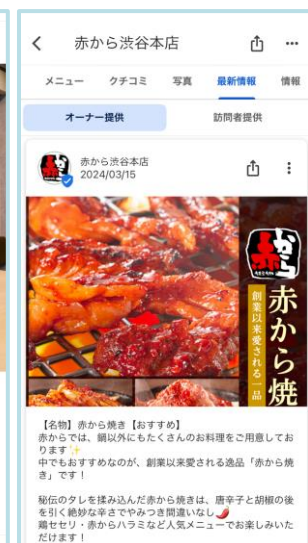 赤から渋谷本店
メニュー クチコミ 写真 最新情報 情報
オーナー提供 訪問者提供
赤から渋谷本店
2024/03/15
赤から
創業以来愛される一品
赤から焼
【名物】赤から焼き【おすすめ】
赤からでは、鍋以外にもたくさんのお料理をご用意してお
ります✨
中でもおすすめなのが、創業以来愛される逸品「赤から焼
き」です！
秘伝のタレを揉み込んだ赤から焼きは、唐辛子と胡椒の後
を引く絶妙な辛さでやみつき間違いなし🌶️
鶏セセリ・赤からハラミなど人気メニューでお楽しみいた
だけます！